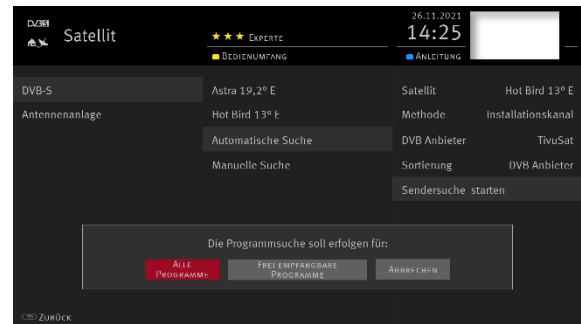 DVB-S
Satellit
★★★ EXPERTE
BEDIENUMFANG
26.11.2021
14:25
ANLEITUNG
DVB-S
Antennenanlage
Astra 19,2° E
Hot Bird 13° E
Automatische Suche
Manuelle Suche
Satellit Hot Bird 13° E
Methode Installationskanal
DVB Anbieter TivuSat
Sortierung DVB Anbieter
Sendersuche starten
Die Programmsuche soll erfolgen für:
ALLE
PROGRAMME
FREI EMPFANGBARE
PROGRAMME
ABBRECHEN
ZURÜCK